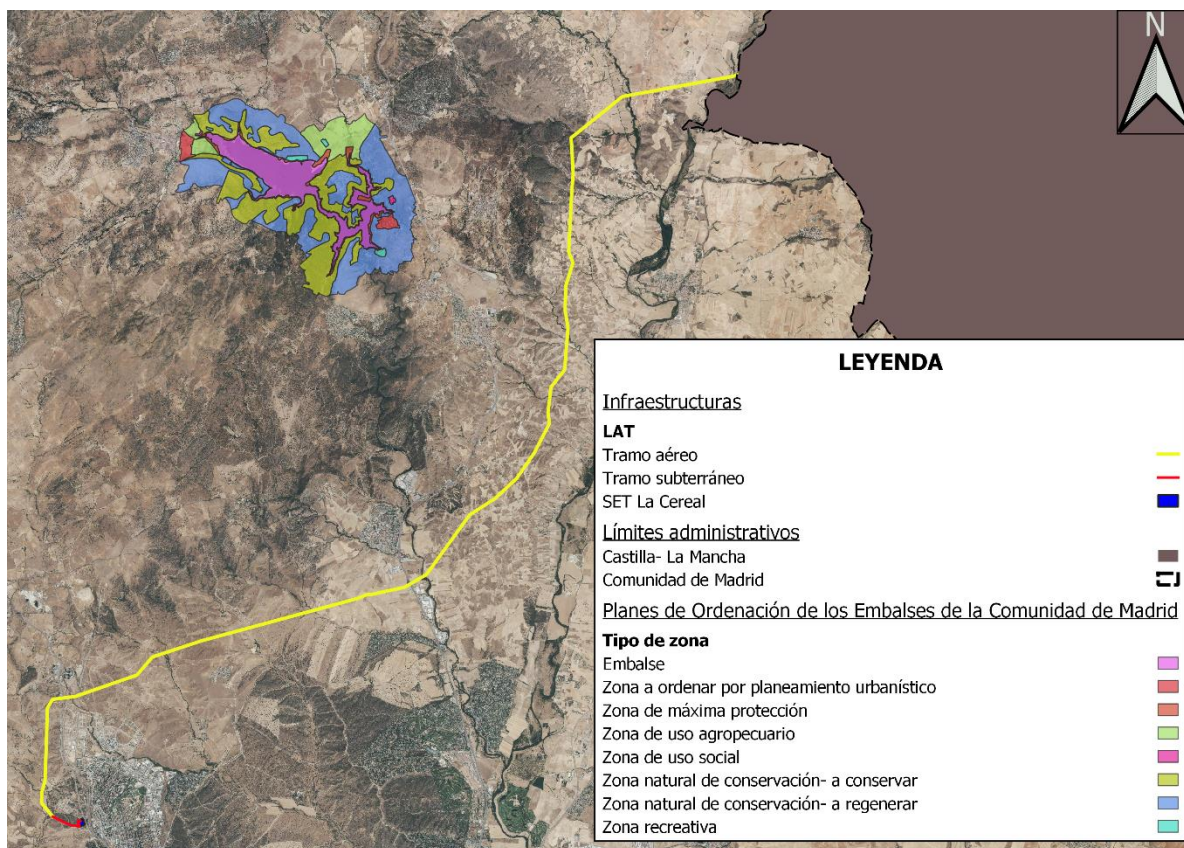 N
LEYENDA
Infraestructuras
LAT
Tramo aéreo
Tramo subterráneo
SET La Cereal
Límites administrativos
Castilla- La Mancha
Comunidad de Madrid
Planes de Ordenación de los Embalses de la Comunidad de Madrid
Tipo de zona
Embalse
Zona a ordenar por planeamiento urbanístico
Zona de máxima protección
Zona de uso agropecuario
Zona de uso social
Zona natural de conservación- a conservar
Zona natural de conservación- a regenerar
Zona recreativa